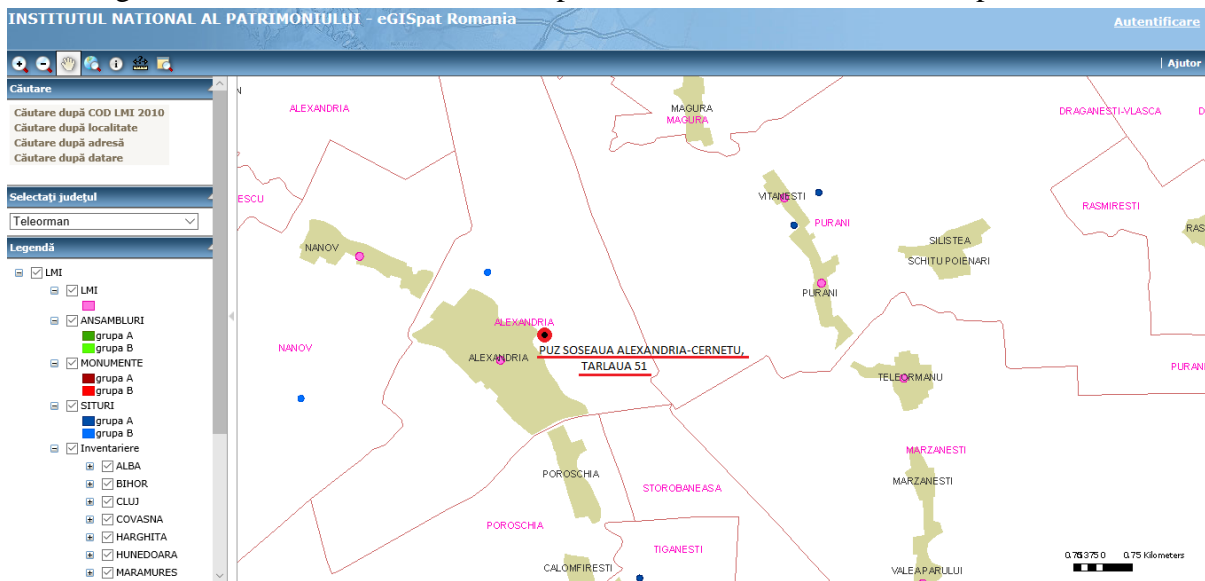 INSTITUTUL NATIONAL AL PATRIMONIULUI - eGISpat Romania
Autentificare
| Ajutor
Căutare
Căutare după COD LMI 2010
Căutare după localitate
Căutare după adresă
Căutare după datare
Selectați județul
Teleorman
Legendă
LMI
LMI
ANSAMBLURI
grupa A
grupa B
MONUMENTE
grupa A
grupa B
SITURI
grupa A
grupa B
Inventariere
ALBA
BIHOR
CLUJ
COVASNA
HARGHITA
HUNEDOARA
MARAMURES
ALEXANDRIA
MAGURA
MAGURA
DRAGANESTI-VLASCA
D
ESCU
VITANESTI
PURANI
RASMIRESTI
RAS
NANOV
SILISTEA
SCHITU POIENARI
PURANI
ALEXANDRIA
NANOV
ALEXANDRIA
PUZ SOSEAUA ALEXANDRIA-CERNETU,
TARLAUA 51
TELEORMANU
PURANI
MARZANESTI
POROSCHIA
STOROBANEASA
MARZANESTI
POROSCHIA
TIGANESTI
CALOMFIRESTI
VALEA PARULUI
0.75 Kilometers